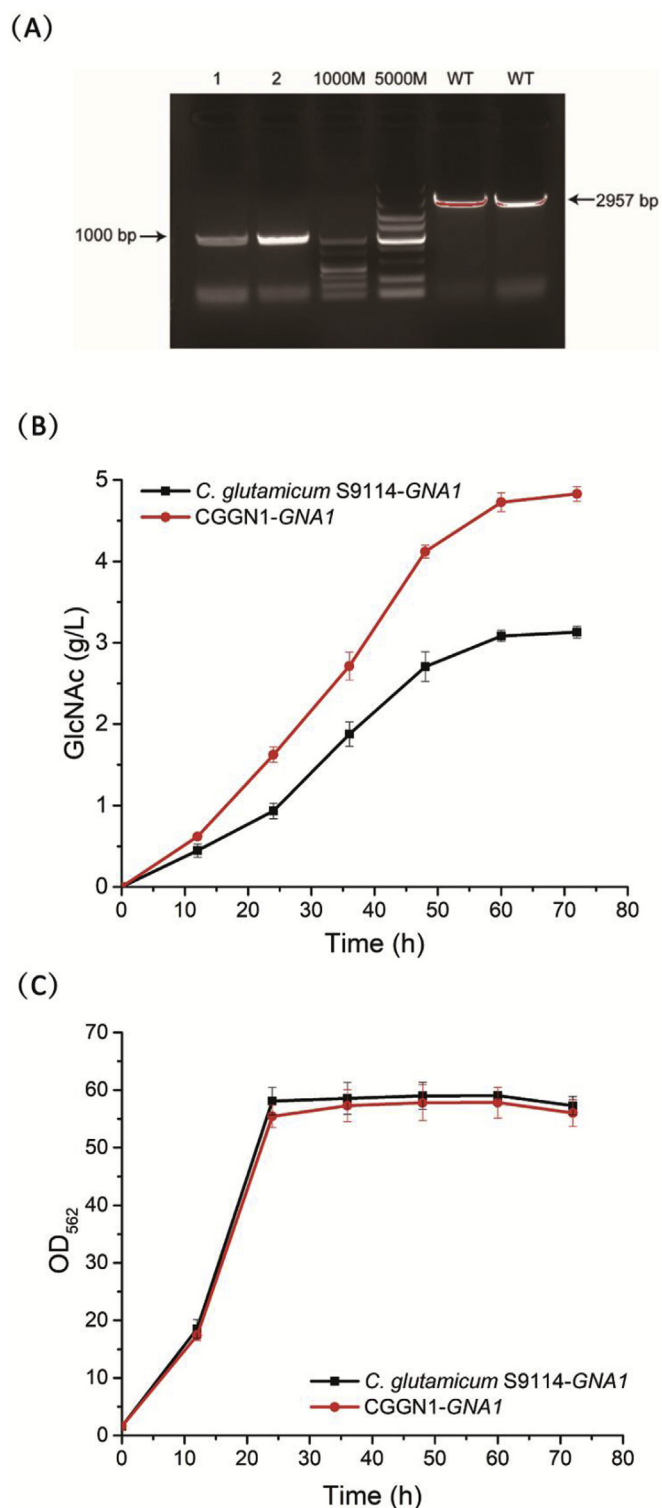 (A)
1 2 1000M 5000M WT WT
1000 bp
2957 bp
(B)
5
4
3
2
1
0
GlcNAc (g/L)
C. glutamicum S9114-GNA1
CGGN1-GNA1
0 10 20 30 40 50 60 70 80
Time (h)
(C)
70
60
50
40
30
20
10
0
OD562
C. glutamicum S9114-GNA1
CGGN1-GNA1
0 10 20 30 40 50 60 70 80
Time (h)